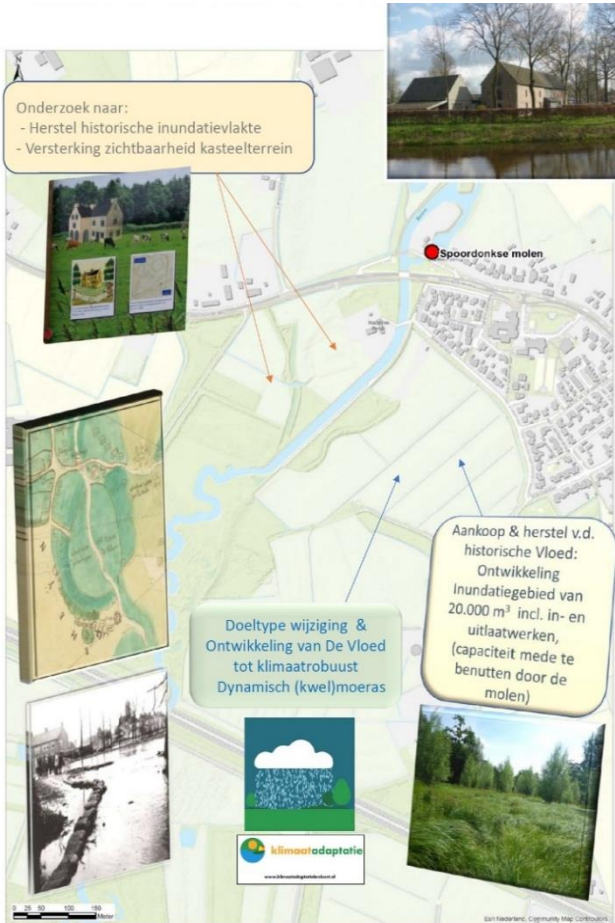 Onderzoek naar:
- Herstel historische inundatievlakte
- Versterking zichtbaarheid kasteelterrein
Spoordonkse molen
Aankoop & herstel v.d.
historische Vloed:
Ontwikkeling
Inundatiegebied van
20.000 m³ incl. in- en
uitlaatwerken,
(capaciteit mede te
benutten door de
molen)
Doeltype wijziging &
Ontwikkeling van De Vloed
tot klimaatrobuust
Dynamisch (kwel)moeras
klimaatadaptatie
0 25 50 100 150
Meter
Esri Nederland, Community Map Contributors